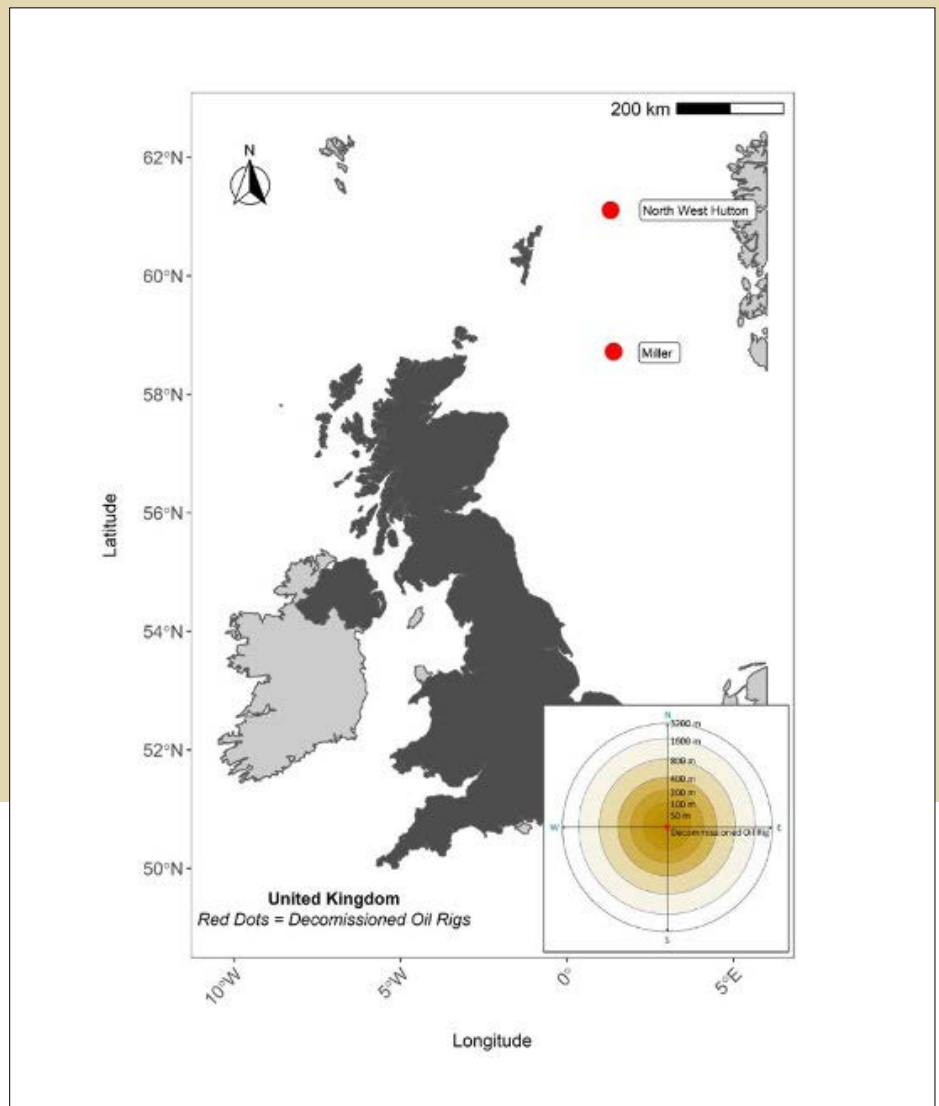 200 km
N
62°N
North West Hutton
60°N
Miller
58°N
56°N
Latitude
54°N
52°N
50°N
N
3200 m
1600 m
800 m
400 m
200 m
100 m
50 m
W
Decommissioned Oil Rig
E
S
United Kingdom
Red Dots = Decomissioned Oil Rigs
10°W
5°W
0°
5°E
Longitude